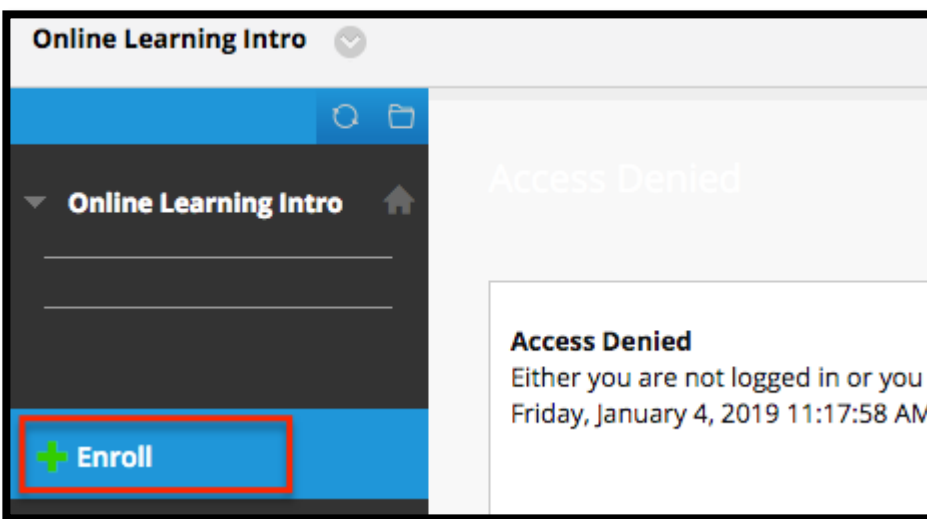 Online Learning Intro
Online Learning Intro
Access Denied
Access Denied
Either you are not logged in or you
Friday, January 4, 2019 11:17:58 AM
Enroll